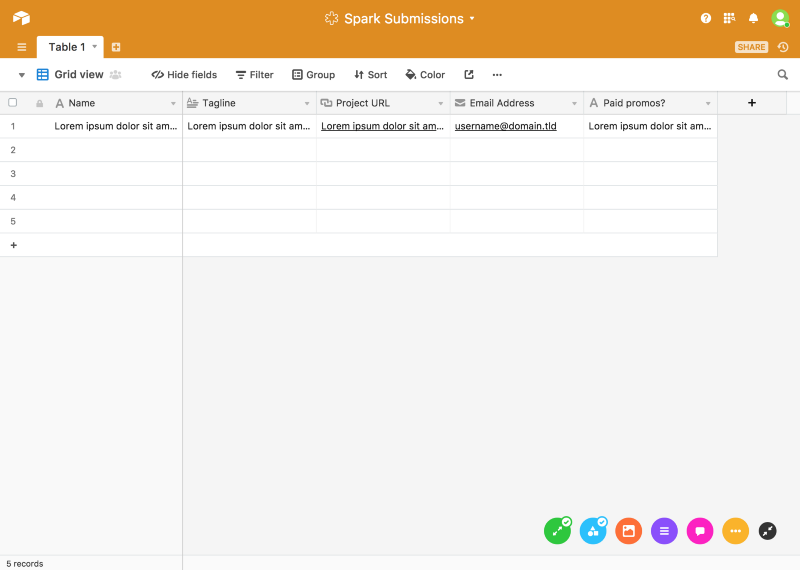 Spark Submissions
Table 1
SHARE
Grid view Hide fields Filter Group Sort Color
Name Tagline Project URL Email Address Paid promos?
1 Lorem ipsum dolor sit am... Lorem ipsum dolor sit am... Lorem ipsum dolor sit am... username@domain.tld Lorem ipsum dolor sit am...
2
3
4
5
5 records